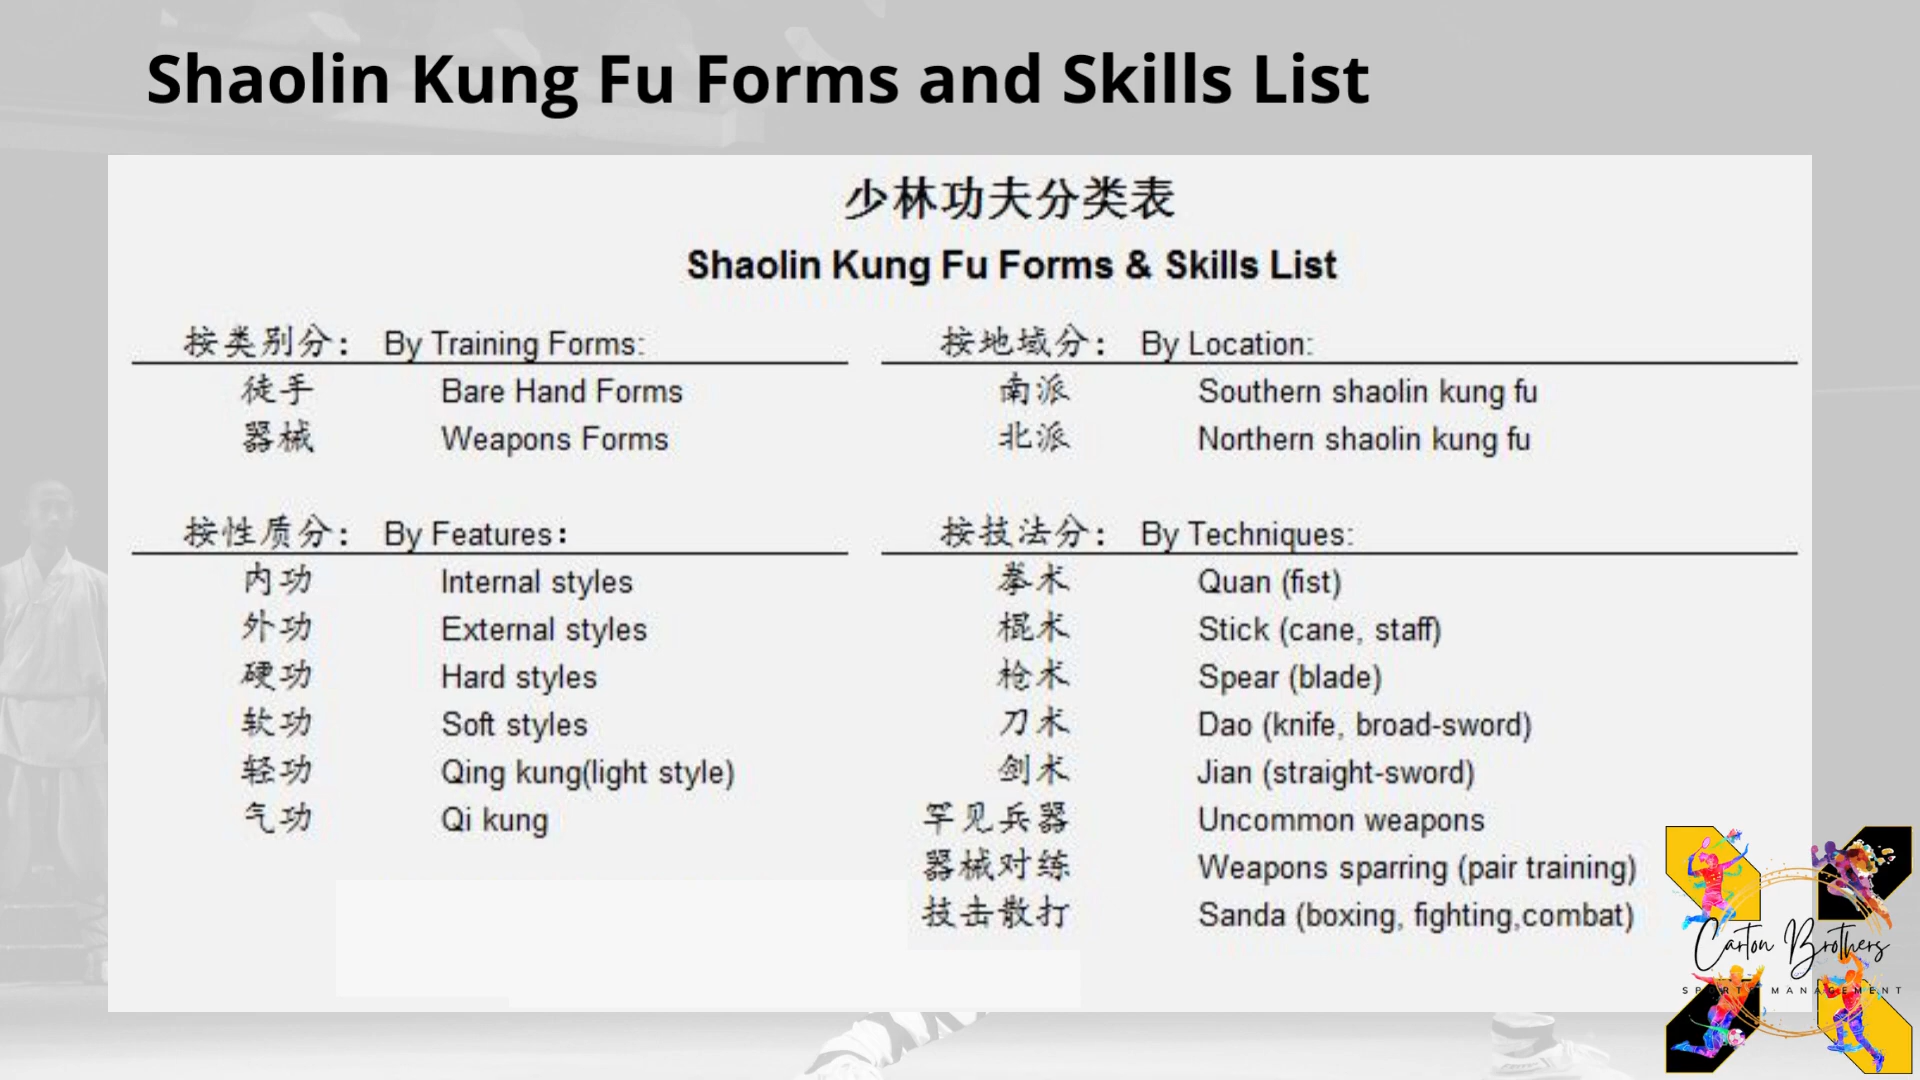 Shaolin Kung Fu Forms and Skills List
少林功夫分类表
Shaolin Kung Fu Forms & Skills List
按类别分： By Training Forms:
徒手 Bare Hand Forms
器械 Weapons Forms
按地域分： By Location:
南派 Southern shaolin kung fu
北派 Northern shaolin kung fu
按性质分： By Features：
内功 Internal styles
外功 External styles
硬功 Hard styles
软功 Soft styles
轻功 Qing kung(light style)
气功 Qi kung
按技法分： By Techniques:
拳术 Quan (fist)
棍术 Stick (cane, staff)
枪术 Spear (blade)
刀术 Dao (knife, broad-sword)
剑术 Jian (straight-sword)
罕见兵器 Uncommon weapons
器械对练 Weapons sparring (pair training)
技击散打 Sanda (boxing, fighting,combat)
Carton Brothers
SPORTS MANAGEMENT